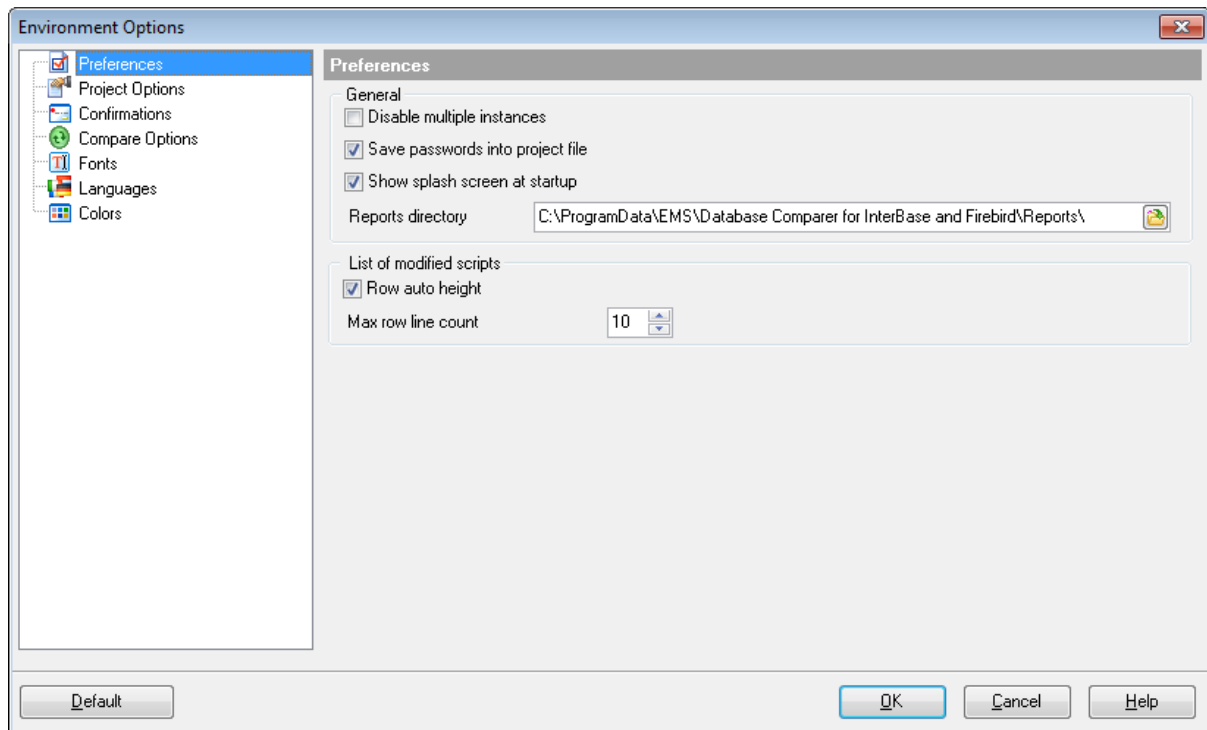 Environment Options
Preferences
Project Options
Confirmations
Compare Options
Fonts
Languages
Colors
Preferences
General
Disable multiple instances
Save passwords into project file
Show splash screen at startup
Reports directory C:\ProgramData\EMS\Database Comparer for InterBase and Firebird\Reports\
List of modified scripts
Row auto height
Max row line count 10
Default OK Cancel Help